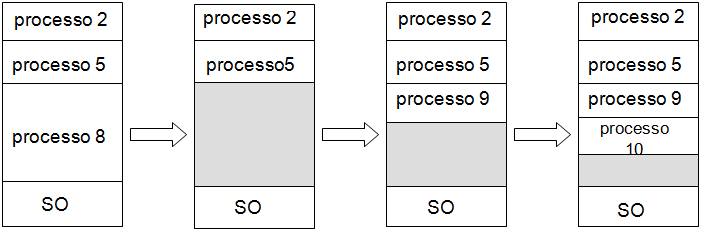 processo 2
processo 5
processo 8
SO
processo 2
processo5
SO
processo 2
processo 5
processo 9
SO
processo 2
processo 5
processo 9
processo
10
SO